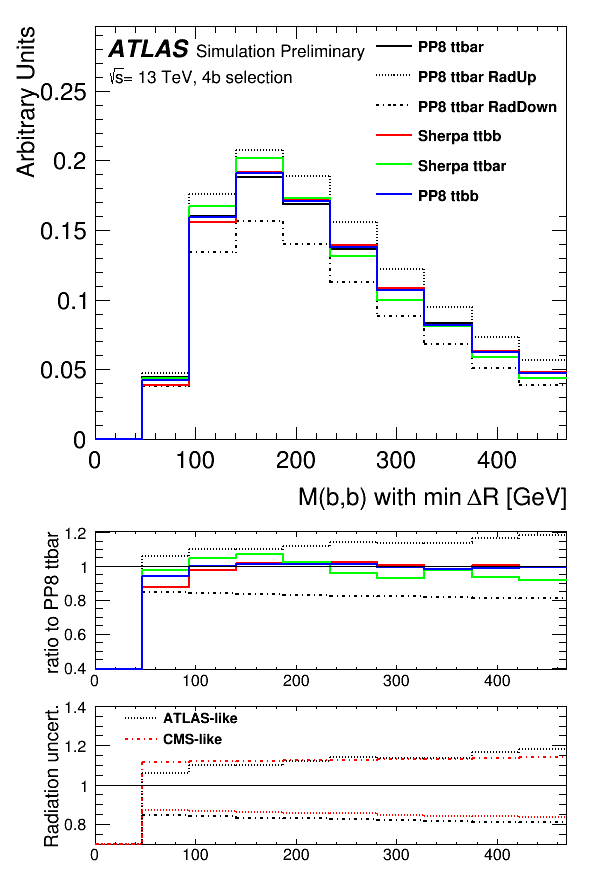 ATLAS Simulation Preliminary
√s= 13 TeV, 4b selection
PP8 ttbar
PP8 ttbar RadUp
PP8 ttbar RadDown
Sherpa ttbb
Sherpa ttbar
PP8 ttbb
Arbitrary Units
0.25
0.2
0.15
0.1
0.05
0
0 100 200 300 400
M(b,b) with min ΔR [GeV]
ratio to PP8 ttbar
1.2
1
0.8
0.6
0.4
0 100 200 300 400
Radiation uncert.
1.4
1.2
1
0.8
ATLAS-like
CMS-like
0 100 200 300 400